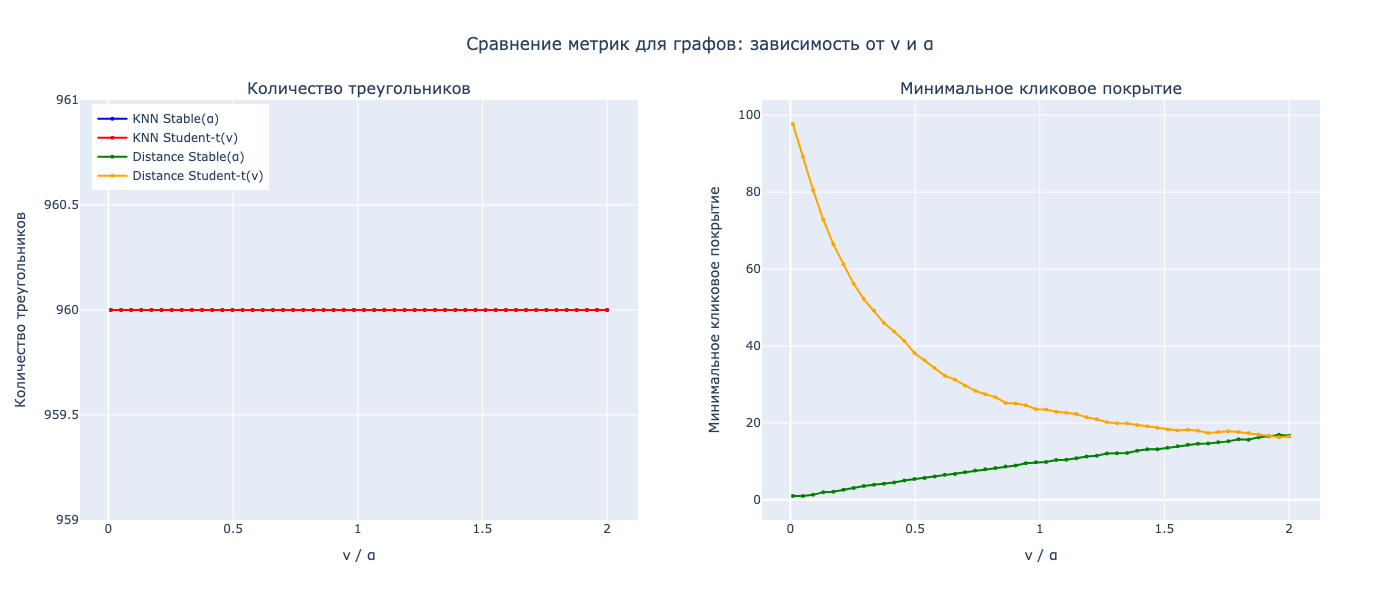 Сравнение метрик для графов: зависимость от ν и α
Количество треугольников
961
960.5
960
959.5
959
Количество треугольников
KNN Stable(α)
KNN Student-t(ν)
Distance Stable(α)
Distance Student-t(ν)
0
0.5
1
1.5
2
ν / α
Минимальное кликовое покрытие
100
80
60
40
20
0
Минимальное кликовое покрытие
0
0.5
1
1.5
2
ν / α